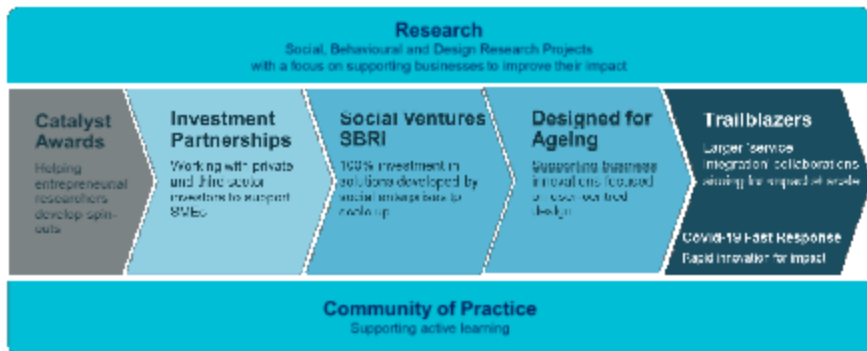 Research
Social, Behavioural and Design Research Projects
with a focus on supporting businesses to improve their impact
Catalyst
Awards
Helping
entrepreneurial
researchers
develop spin-
outs
Investment
Partnerships
Working with private
and third sector
investors to support
SMEs
Social Ventures
SBRI
100% investment in
solutions developed by
social enterprises to
scale up
Designed for
Ageing
Supporting business
innovations focused
on user-centred
design
Trailblazers
Larger 'service
integration' collaborations
aiming for impact at scale
Covid-19 Fast Response
Rapid innovation for impact
Community of Practice
Supporting active learning